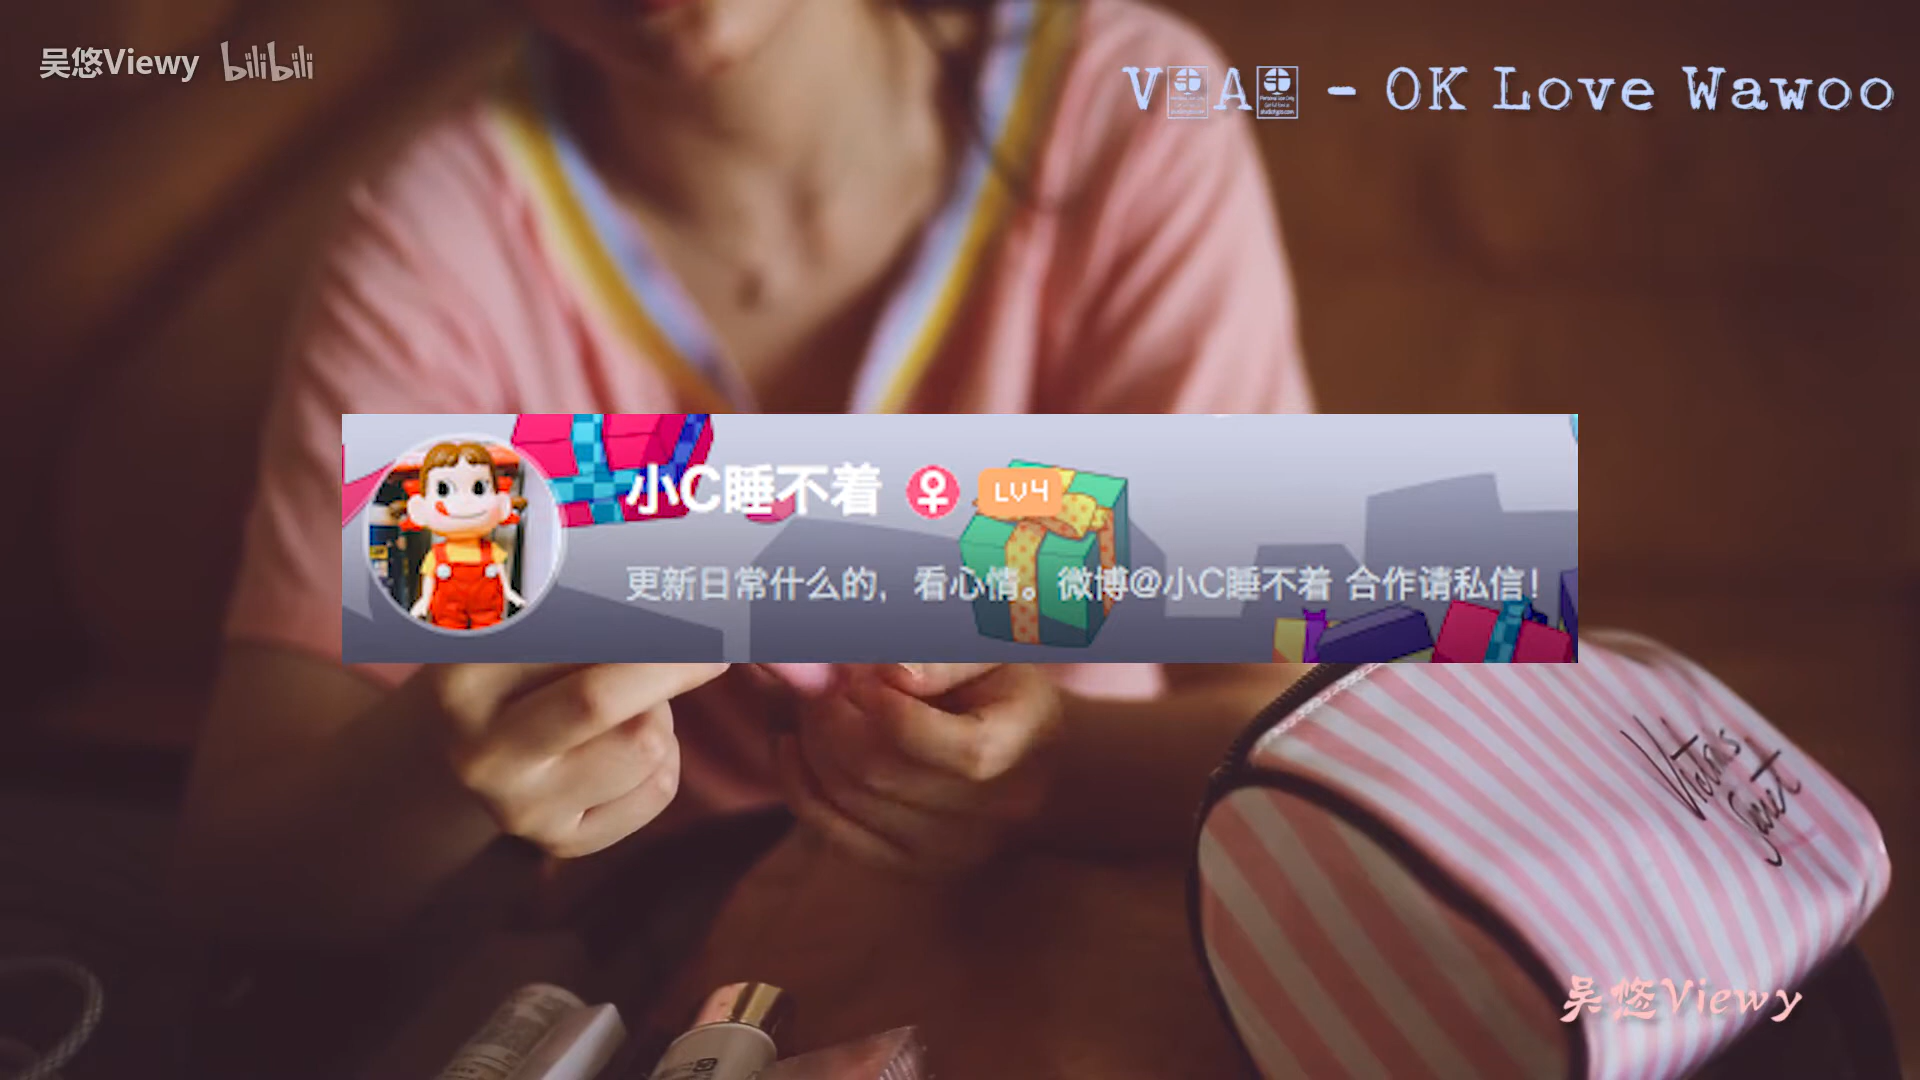 吴悠Viewy bilibili
V A - OK Love Wawoo
小C睡不着 LV4
更新日常什么的，看心情。微博@小C睡不着 合作请私信！
Victoria's
Secret
吴悠Viewy